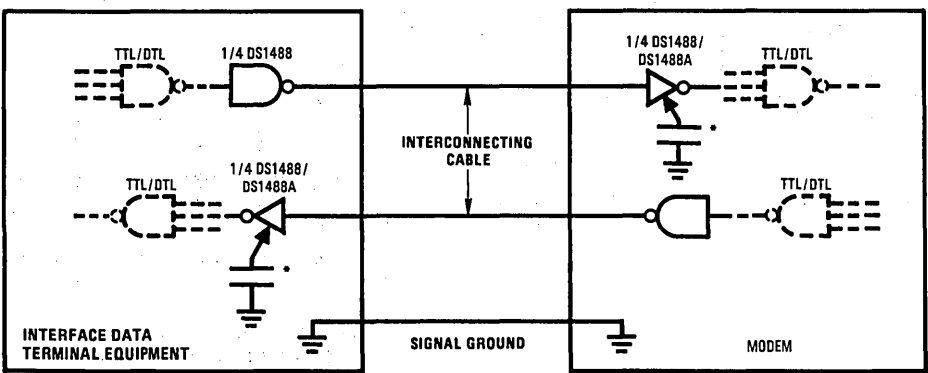 TTL/DTL
1/4 DS1488
1/4 DS1488/
DS1488A
TTL/DTL
*
INTERCONNECTING
CABLE
TTL/DTL
1/4 DS1488/
DS1488A
*
TTL/DTL
INTERFACE DATA
TERMINAL EQUIPMENT
SIGNAL GROUND
MODEM